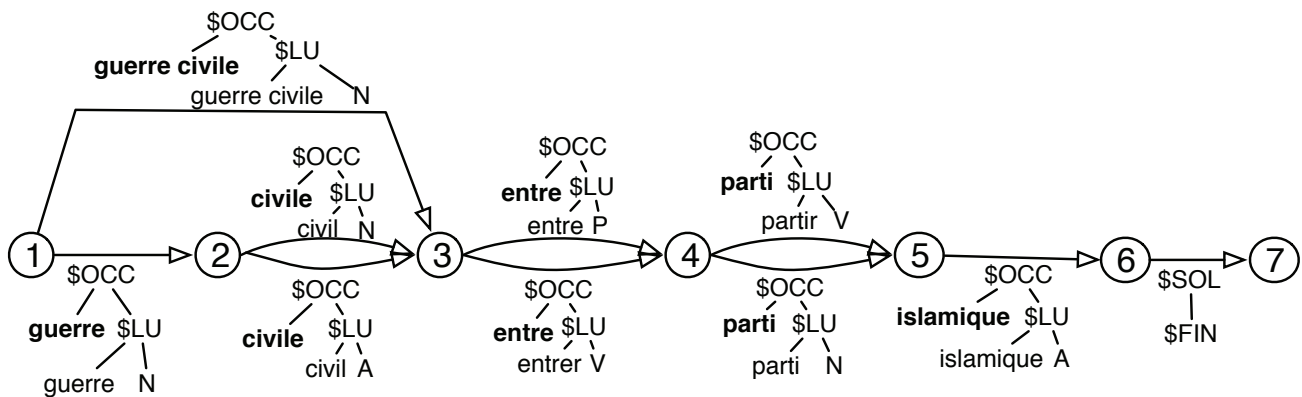 $OCC
$LU
guerre civile
guerre civile N
$OCC
$LU
civile
civil N
$OCC
$LU
entre
entre P
$OCC
$LU
parti
partir V
1
2
3
4
5
6
7
$OCC
$LU
guerre
guerre N
$OCC
$LU
civile
civil A
$OCC
$LU
entre
entrer V
$OCC
$LU
parti
parti N
$OCC
$LU
islamique
islamique A
$SOL
$FIN